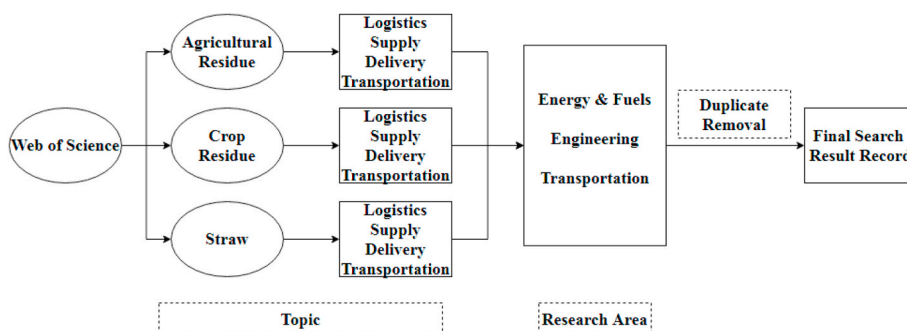 Web of Science
Agricultural
Residue
Logistics
Supply
Delivery
Transportation
Crop
Residue
Logistics
Supply
Delivery
Transportation
Straw
Logistics
Supply
Delivery
Transportation
Energy & Fuels
Engineering
Transportation
Duplicate
Removal
Final Search
Result Record
Topic
Research Area